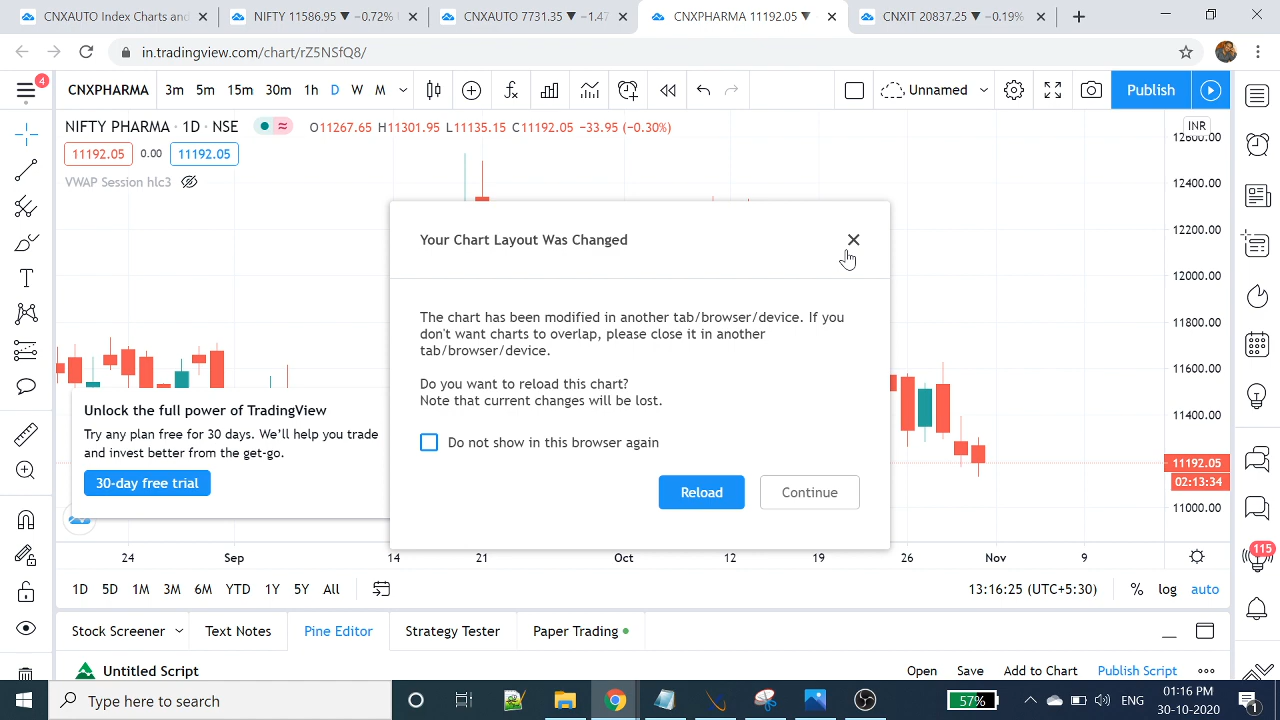 CNXAUTO Index Charts and
NIFTY 11586.95 ▼ −0.72%
CNXAUTO 7731.35 ▼ −1.47
CNXPHARMA 11192.05 ▼
CNXIT 20837.25 ▼ −0.19%
in.tradingview.com/chart/rZ5NSfQ8/
4
CNXPHARMA 3m 5m 15m 30m 1h D W M
Unnamed
Publish
NIFTY PHARMA · 1D · NSE
O11267.65 H11301.95 L11135.15 C11192.05 −33.95 (−0.30%)
INR
11192.05 0.00 11192.05
VWAP Session hlc3
12600.00
12400.00
12200.00
12000.00
11800.00
11600.00
11400.00
11192.05
02:13:34
11000.00
Your Chart Layout Was Changed
The chart has been modified in another tab/browser/device. If you
don't want charts to overlap, please close it in another
tab/browser/device.
Do you want to reload this chart?
Note that current changes will be lost.
Do not show in this browser again
Reload Continue
Unlock the full power of TradingView
Try any plan free for 30 days. We'll help you trade
and invest better from the get-go.
30-day free trial
24 Sep 14 21 Oct 12 19 26 Nov 9
1D 5D 1M 3M 6M YTD 1Y 5Y All
13:16:25 (UTC+5:30) % log auto
115
Stock Screener Text Notes Pine Editor Strategy Tester Paper Trading
Untitled Script
Open Save Add to Chart Publish Script
Type here to search
57%
ENG
01:16 PM
30-10-2020
1